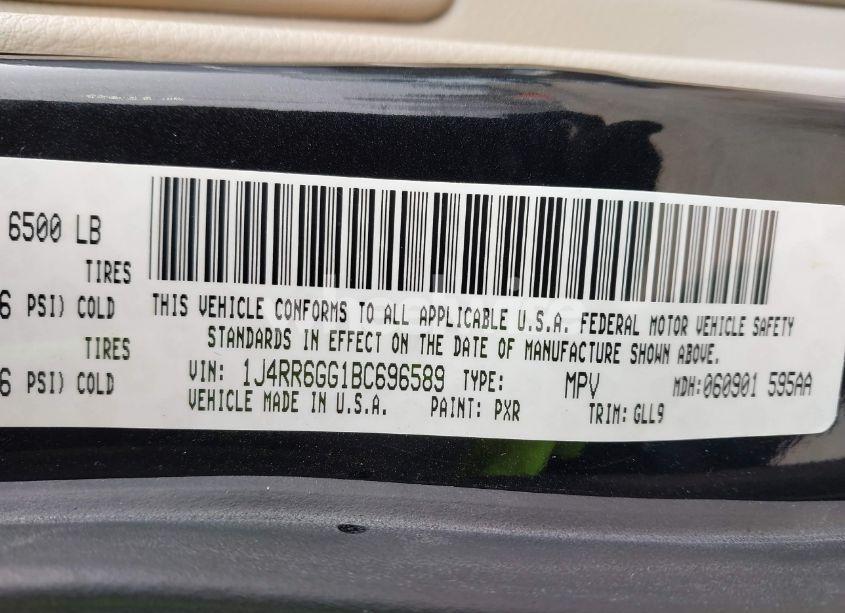 6500 LB
TIRES
6 PSI) COLD
TIRES
6 PSI) COLD
THIS VEHICLE CONFORMS TO ALL APPLICABLE U.S.A. FEDERAL MOTOR VEHICLE SAFETY
STANDARDS IN EFFECT ON THE DATE OF MANUFACTURE SHOWN ABOVE.
VIN: 1J4RR6GG1BC696589 TYPE: MPV MDH:060901 595AA
VEHICLE MADE IN U.S.A. PAINT: PXR TRIM: GLL9